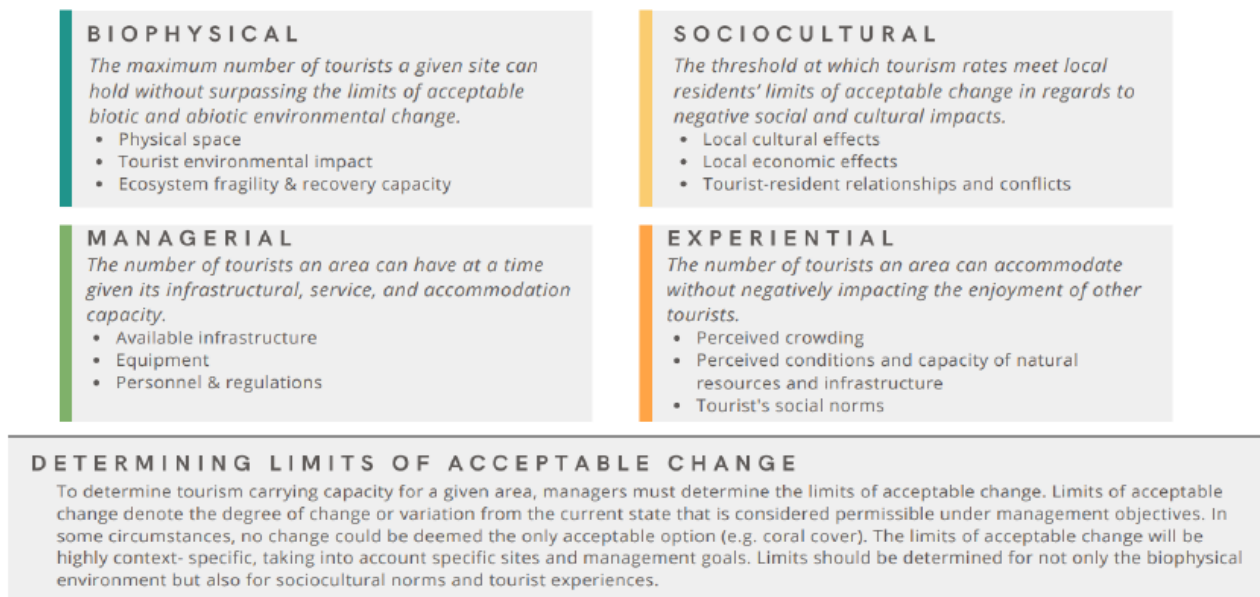 BIOPHYSICAL
The maximum number of tourists a given site can
hold without surpassing the limits of acceptable
biotic and abiotic environmental change.
• Physical space
• Tourist environmental impact
• Ecosystem fragility & recovery capacity
SOCIOCULTURAL
The threshold at which tourism rates meet local
residents' limits of acceptable change in regards to
negative social and cultural impacts.
• Local cultural effects
• Local economic effects
• Tourist-resident relationships and conflicts
MANAGERIAL
The number of tourists an area can have at a time
given its infrastructural, service, and accommodation
capacity.
• Available infrastructure
• Equipment
• Personnel & regulations
EXPERIENTIAL
The number of tourists an area can accommodate
without negatively impacting the enjoyment of other
tourists.
• Perceived crowding
• Perceived conditions and capacity of natural
resources and infrastructure
• Tourist's social norms
DETERMINING LIMITS OF ACCEPTABLE CHANGE
To determine tourism carrying capacity for a given area, managers must determine the limits of acceptable change. Limits of acceptable
change denote the degree of change or variation from the current state that is considered permissible under management objectives. In
some circumstances, no change could be deemed the only acceptable option (e.g. coral cover). The limits of acceptable change will be
highly context- specific, taking into account specific sites and management goals. Limits should be determined for not only the biophysical
environment but also for sociocultural norms and tourist experiences.